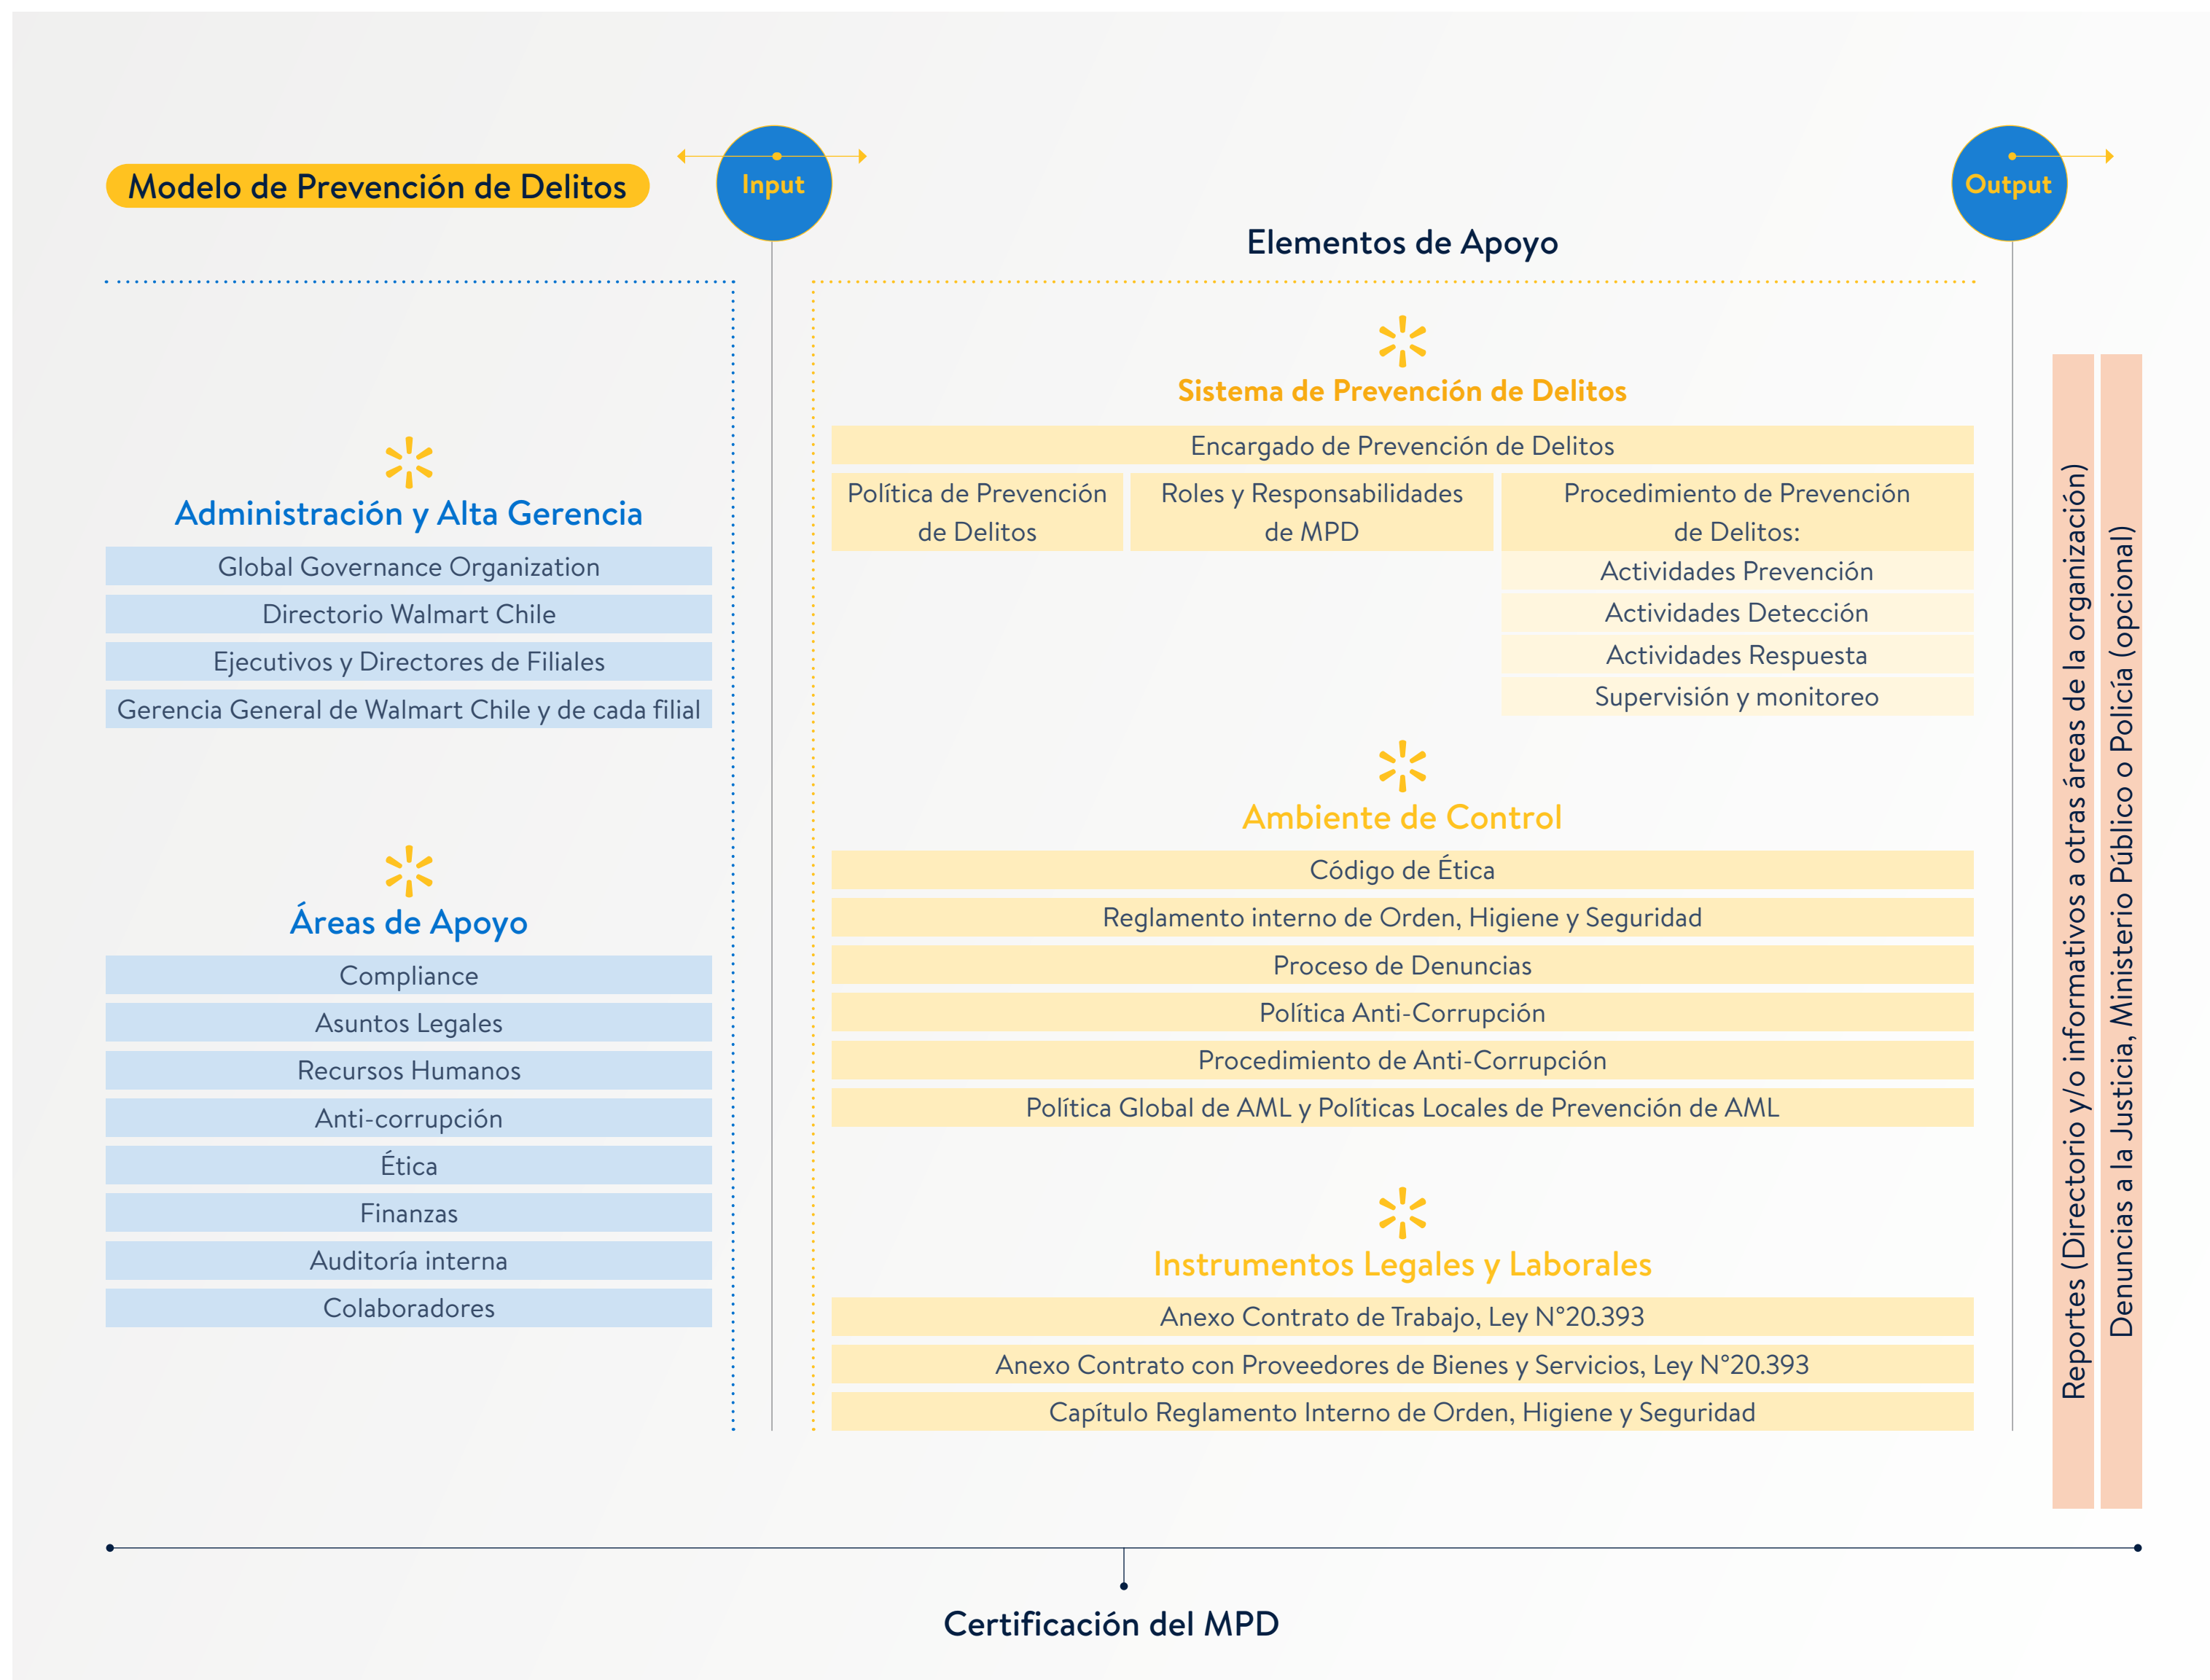 Modelo de Prevención de Delitos
Input
Output
Administración y Alta Gerencia
Global Governance Organization
Directorio Walmart Chile
Ejecutivos y Directores de Filiales
Gerencia General de Walmart Chile y de cada filial
Áreas de Apoyo
Compliance
Asuntos Legales
Recursos Humanos
Anti-corrupción
Ética
Finanzas
Auditoría interna
Colaboradores
Elementos de Apoyo
Sistema de Prevención de Delitos
Encargado de Prevención de Delitos
Política de Prevención
de Delitos
Roles y Responsabilidades
de MPD
Procedimiento de Prevención
de Delitos:
Actividades Prevención
Actividades Detección
Actividades Respuesta
Supervisión y monitoreo
Ambiente de Control
Código de Ética
Reglamento interno de Orden, Higiene y Seguridad
Proceso de Denuncias
Política Anti-Corrupción
Procedimiento de Anti-Corrupción
Política Global de AML y Políticas Locales de Prevención de AML
Instrumentos Legales y Laborales
Anexo Contrato de Trabajo, Ley N°20.393
Anexo Contrato con Proveedores de Bienes y Servicios, Ley N°20.393
Capítulo Reglamento Interno de Orden, Higiene y Seguridad
Reportes (Directorio y/o informativos a otras áreas de la organización)
Denuncias a la Justicia, Ministerio Público o Policía (opcional)
Certificación del MPD